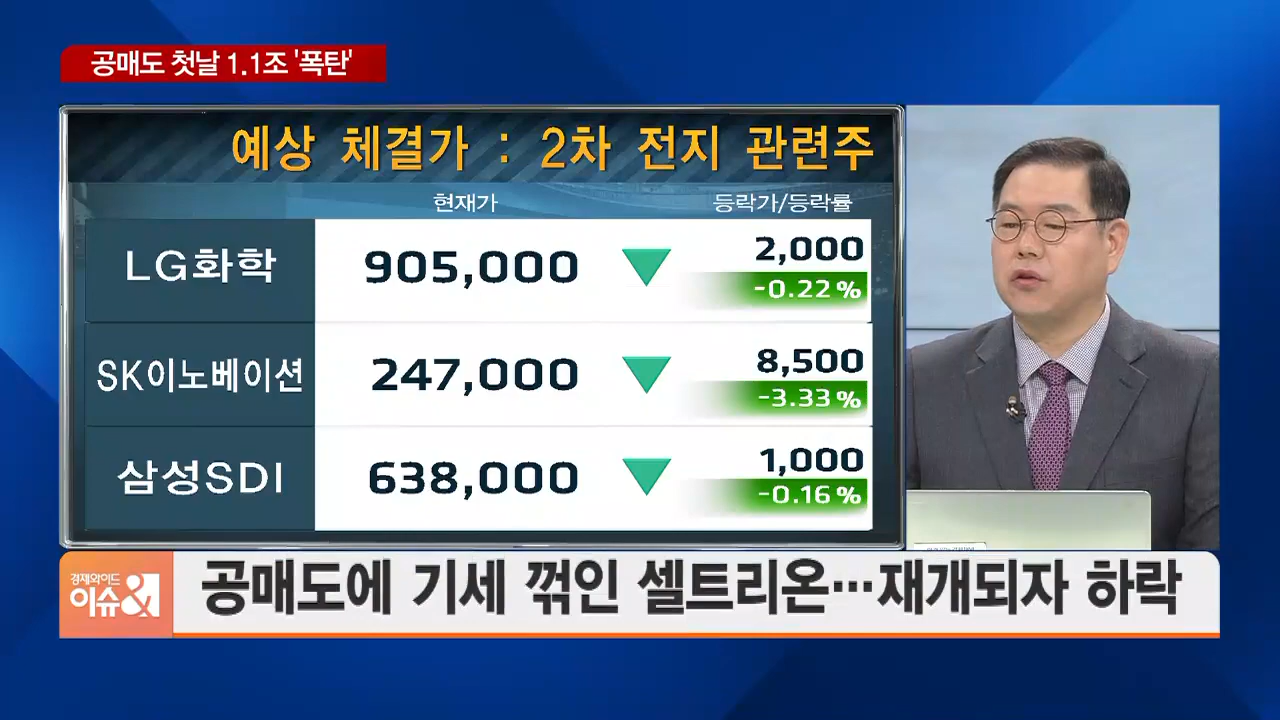 공매도 첫날 1.1조 '폭탄'
예상 체결가 : 2차 전지 관련주
현재가 등락가/등락률
LG화학 905,000 ▼ 2,000
-0.22 %
SK이노베이션 247,000 ▼ 8,500
-3.33 %
삼성SDI 638,000 ▼ 1,000
-0.16 %
경제와이드
이슈&
공매도에 기세 꺾인 셀트리온…재개되자 하락